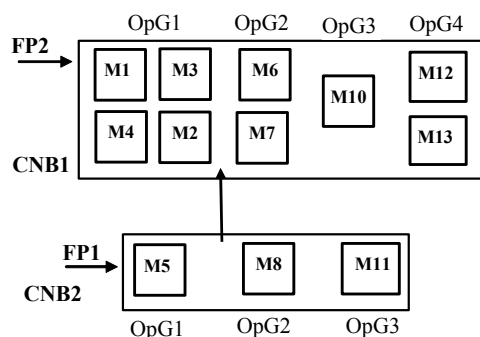 OpG1 OpG2 OpG3 OpG4
FP2
M1 M3 M6 M12
M10
M4 M2 M7 M13
CNB1
FP1
M5 M8 M11
CNB2
OpG1 OpG2 OpG3